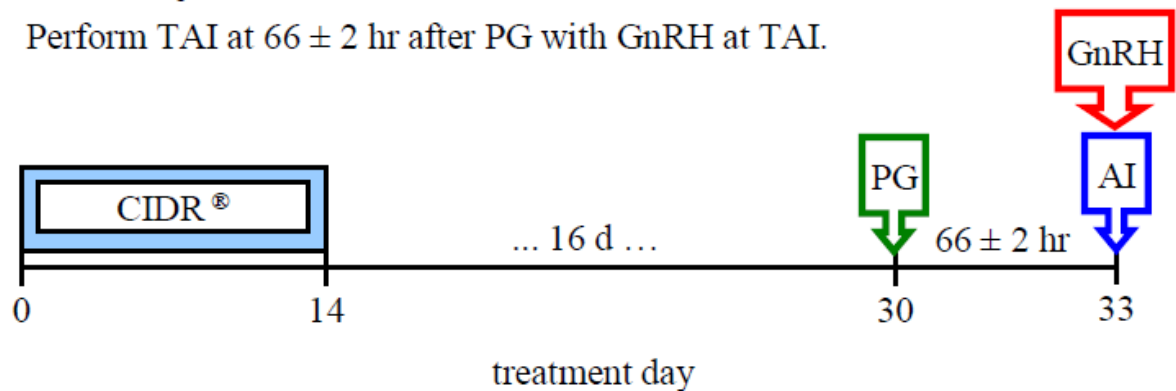 Perform TAI at 66 ± 2 hr after PG with GnRH at TAI.
GnRH
CIDR ®
PG
AI
... 16 d …
66 ± 2 hr
0
14
30
33
treatment day